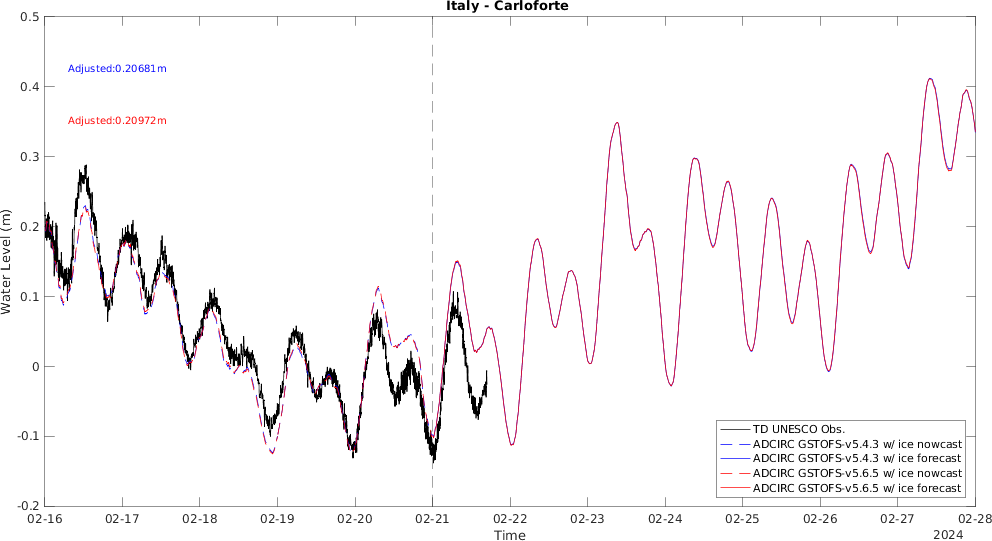 Italy - Carloforte
Adjusted:0.20681m
Adjusted:0.20972m
Water Level (m)
0.5
0.4
0.3
0.2
0.1
0
-0.1
-0.2
02-16 02-17 02-18 02-19 02-20 02-21 02-22 02-23 02-24 02-25 02-26 02-27 02-28
Time
2024
TD UNESCO Obs.
ADCIRC GSTOFS-v5.4.3 w/ ice nowcast
ADCIRC GSTOFS-v5.4.3 w/ ice forecast
ADCIRC GSTOFS-v5.6.5 w/ ice nowcast
ADCIRC GSTOFS-v5.6.5 w/ ice forecast